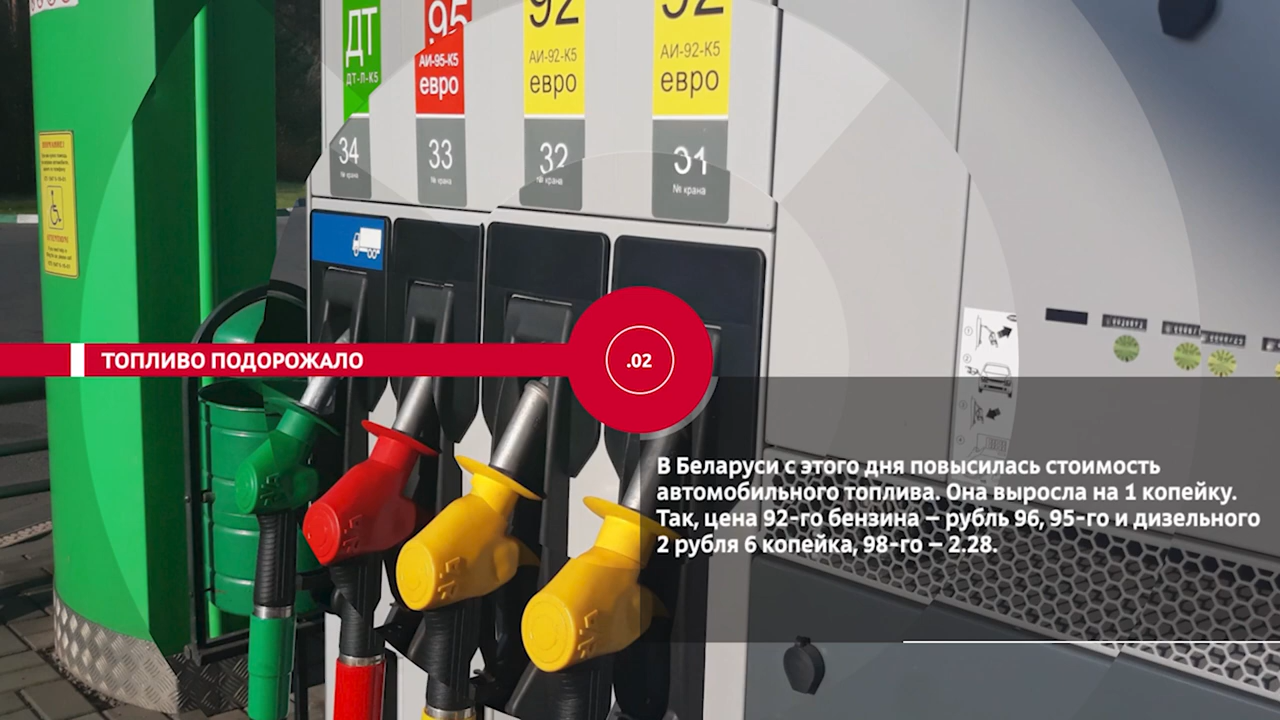 ДТ
ДТ-Л-К5
95
АИ-95-К5
евро
92
АИ-92-К5
евро
92
АИ-92-К5
евро
34
№ крана
33
№ крана
32
№ крана
31
№ крана
ТОПЛИВО ПОДОРОЖАЛО
.02
В Беларуси с этого дня повысилась стоимость
автомобильного топлива. Она выросла на 1 копейку.
Так, цена 92-го бензина – рубль 96, 95-го и дизельного
2 рубля 6 копейка, 98-го – 2.28.